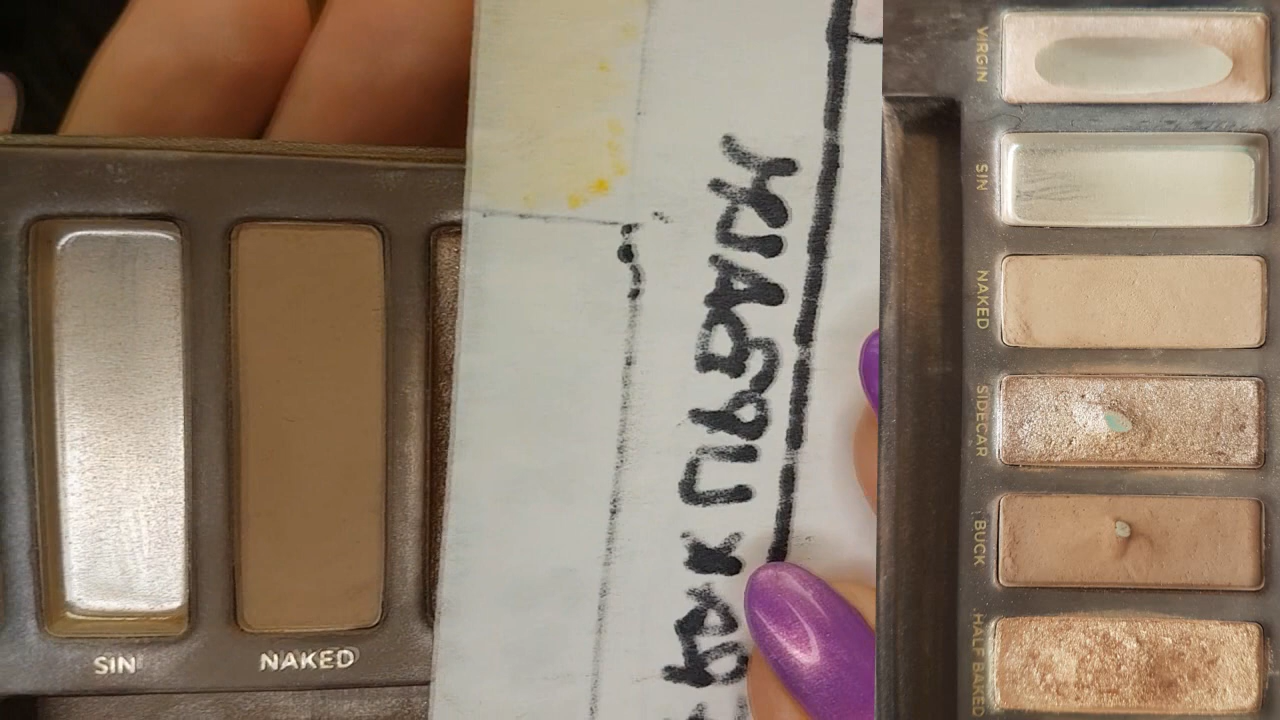 SIN
NAKED
VIRGIN
SIN
NAKED
SIDECAR
BUCK
HALF BAKED